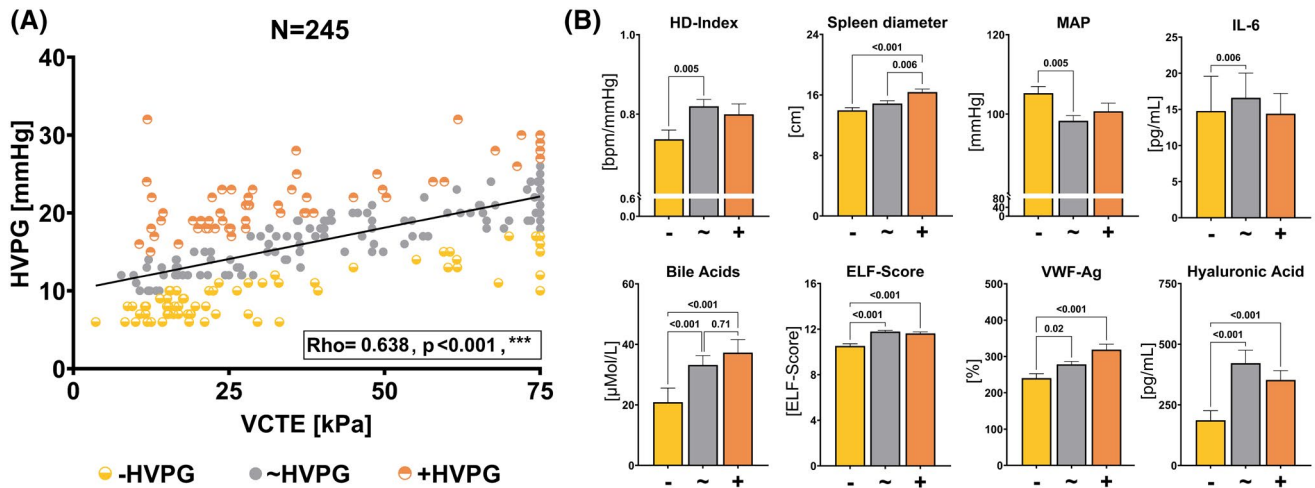 (A)
N=245
HVPG [mmHg]
40
30
20
10
0
Rho= 0.638, p <0.001, ***
0
25
50
75
VCTE [kPa]
-HVPG
~HVPG
+HVPG
(B)
HD-Index
[bpm/mmHg]
1.0
0.8
0.6
0.0
0.005
- ~ +
Spleen diameter
[cm]
24
16
8
0
<0.001
0.006
- ~ +
MAP
[mmHg]
120
100
80
40
0
0.005
- ~ +
IL-6
[pg/mL]
25
20
15
10
5
0
0.006
- ~ +
Bile Acids
[µMol/L]
60
40
20
0
<0.001
<0.001
0.71
- ~ +
ELF-Score
[ELF-Score]
16
12
8
4
0
<0.001
<0.001
- ~ +
VWF-Ag
[%]
500
400
300
200
100
0
<0.001
0.02
- ~ +
Hyaluronic Acid
[pg/mL]
750
500
250
0
<0.001
<0.001
- ~ +